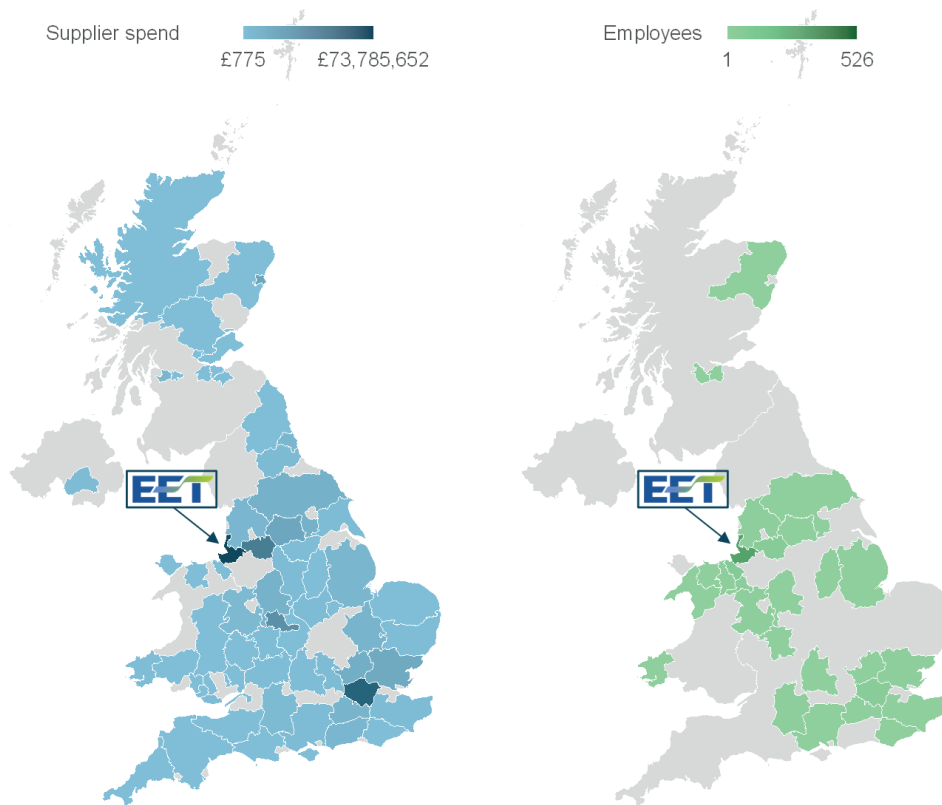 Supplier spend
£775 £73,785,652
Employees
1 526
EET
EET